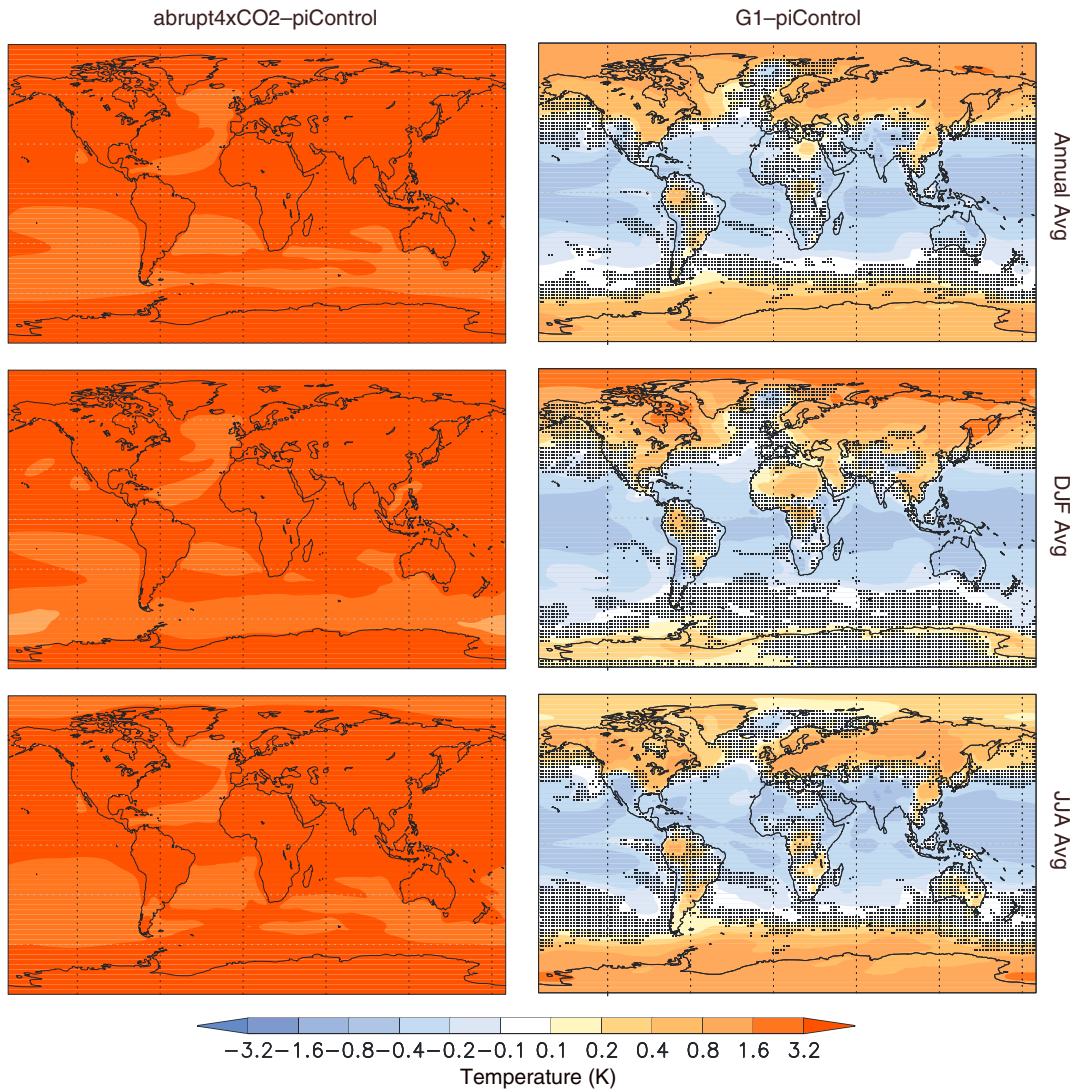 abrupt4xCO2–piControl
G1–piControl
Annual Avg
DJF Avg
JJA Avg
−3.2 −1.6 −0.8 −0.4 −0.2 −0.1 0.1 0.2 0.4 0.8 1.6 3.2
Temperature (K)